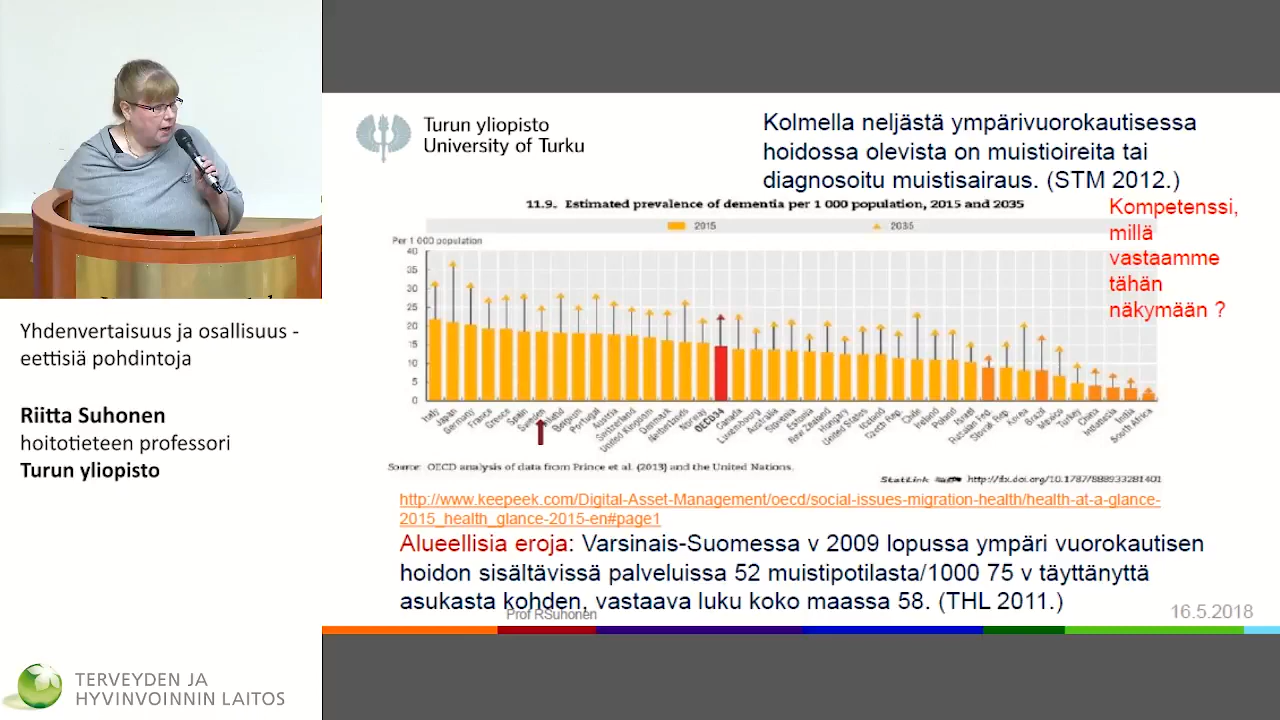 Yhdenvertaisuus ja osallisuus -
eettisiä pohdintoja
Riitta Suhonen
hoitotieteen professori
Turun yliopisto
TERVEYDEN JA
HYVINVOINNIN LAITOS
Turun yliopisto
University of Turku
Kolmella neljästä ympärivuorokautisessa
hoidossa olevista on muistioireita tai
diagnosoitu muistisairaus. (STM 2012.)
Kompetenssi,
millä
vastaamme
tähän
näkymään ?
11.9. Estimated prevalence of dementia per 1 000 population, 2015 and 2035
2015
2035
Per 1 000 population
40
35
30
25
20
15
10
5
0
Italy
Japan
Germany
France
Greece
Spain
Sweden
Finland
Belgium
Portugal
Austria
Switzerland
United Kingdom
Denmark
Netherlands
Norway
OECD34
Canada
Luxembourg
Australia
Slovenia
Estonia
New Zealand
Hungary
United States
Iceland
Czech Rep.
Chile
Ireland
Poland
Israel
Russian Fed.
Slovak Rep.
Korea
Brazil
Mexico
Turkey
China
Indonesia
India
South Africa
Source: OECD analysis of data from Prince et al. (2013) and the United Nations.
StatLink http://dx.doi.org/10.1787/888933281401
http://www.keepeek.com/Digital-Asset-Management/oecd/social-issues-migration-health/health-at-a-glance-
2015_health_glance-2015-en#page1
Alueellisia eroja: Varsinais-Suomessa v 2009 lopussa ympäri vuorokautisen
hoidon sisältävissä palveluissa 52 muistipotilasta/1000 75 v täyttänyttä
asukasta kohden, vastaava luku koko maassa 58. (THL 2011.)
Prof RSuhonen
16.5.2018